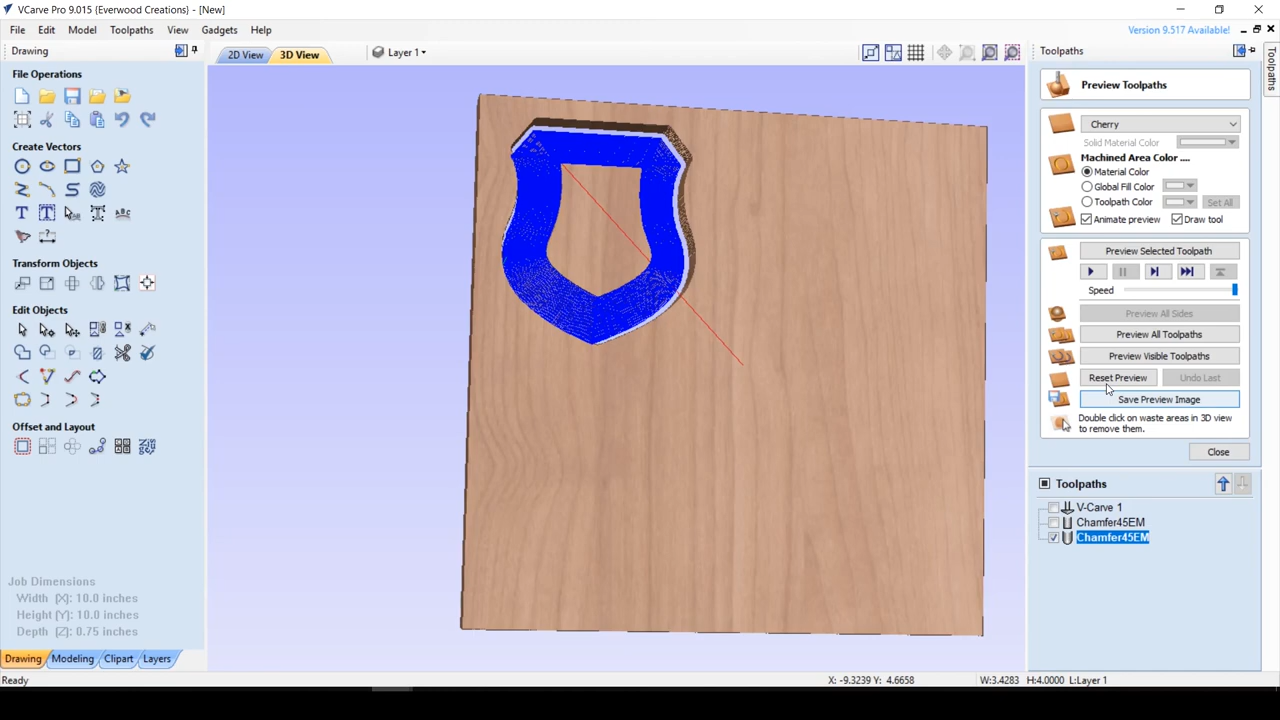 VCarve Pro 9.015 {Everwood Creations} - [New]
File Edit Model Toolpaths View Gadgets Help
Version 9.517 Available!
Drawing
2D View 3D View
Layer 1
Toolpaths
Toolpaths
File Operations
Create Vectors
Transform Objects
Edit Objects
Offset and Layout
Job Dimensions
Width (X): 10.0 inches
Height (Y): 10.0 inches
Depth (Z): 0.75 inches
Drawing Modeling Clipart Layers
Preview Toolpaths
Cherry
Solid Material Color
Machined Area Color ....
Material Color
Global Fill Color
Toolpath Color Set All
Animate preview Draw tool
Preview Selected Toolpath
Speed
Preview All Sides
Preview All Toolpaths
Preview Visible Toolpaths
Reset Preview Undo Last
Save Preview Image
Double click on waste areas in 3D view
to remove them.
Close
Toolpaths
V-Carve 1
Chamfer45EM
Chamfer45EM
Ready
X: -9.3239 Y: 4.6658
W:3.4283 H:4.0000 L:Layer 1